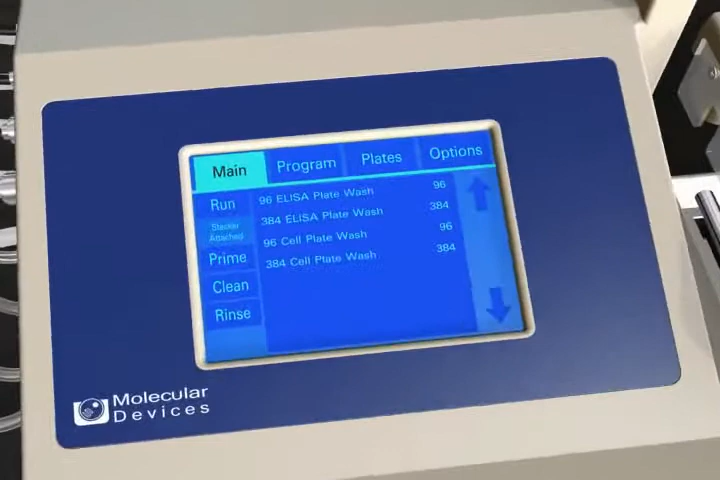 Main Program Plates Options
Run
Stacker
Attached
Prime
Clean
Rinse
96 ELISA Plate Wash 96
384 ELISA Plate Wash 384
96 Cell Plate Wash 96
384 Cell Plate Wash 384
Molecular
Devices